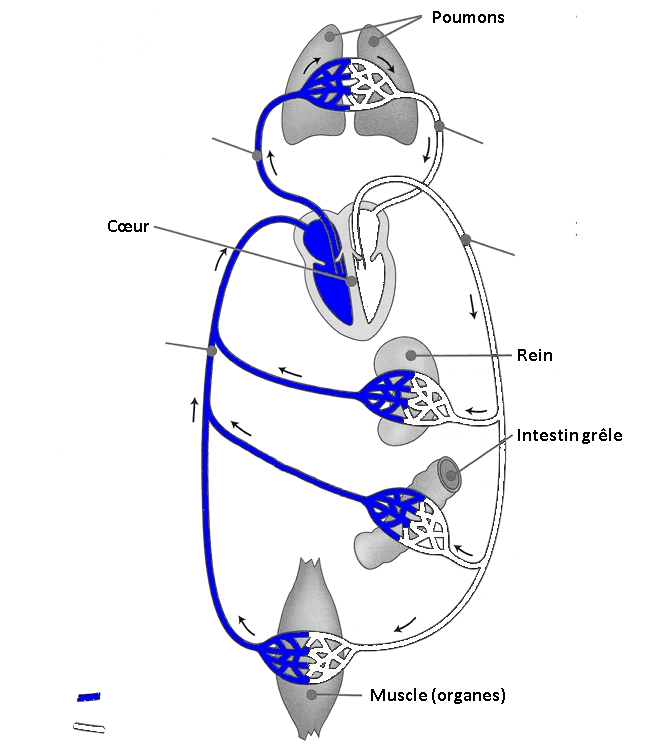 Poumons
Cœur
Rein
Intestin grêle
Muscle (organes)